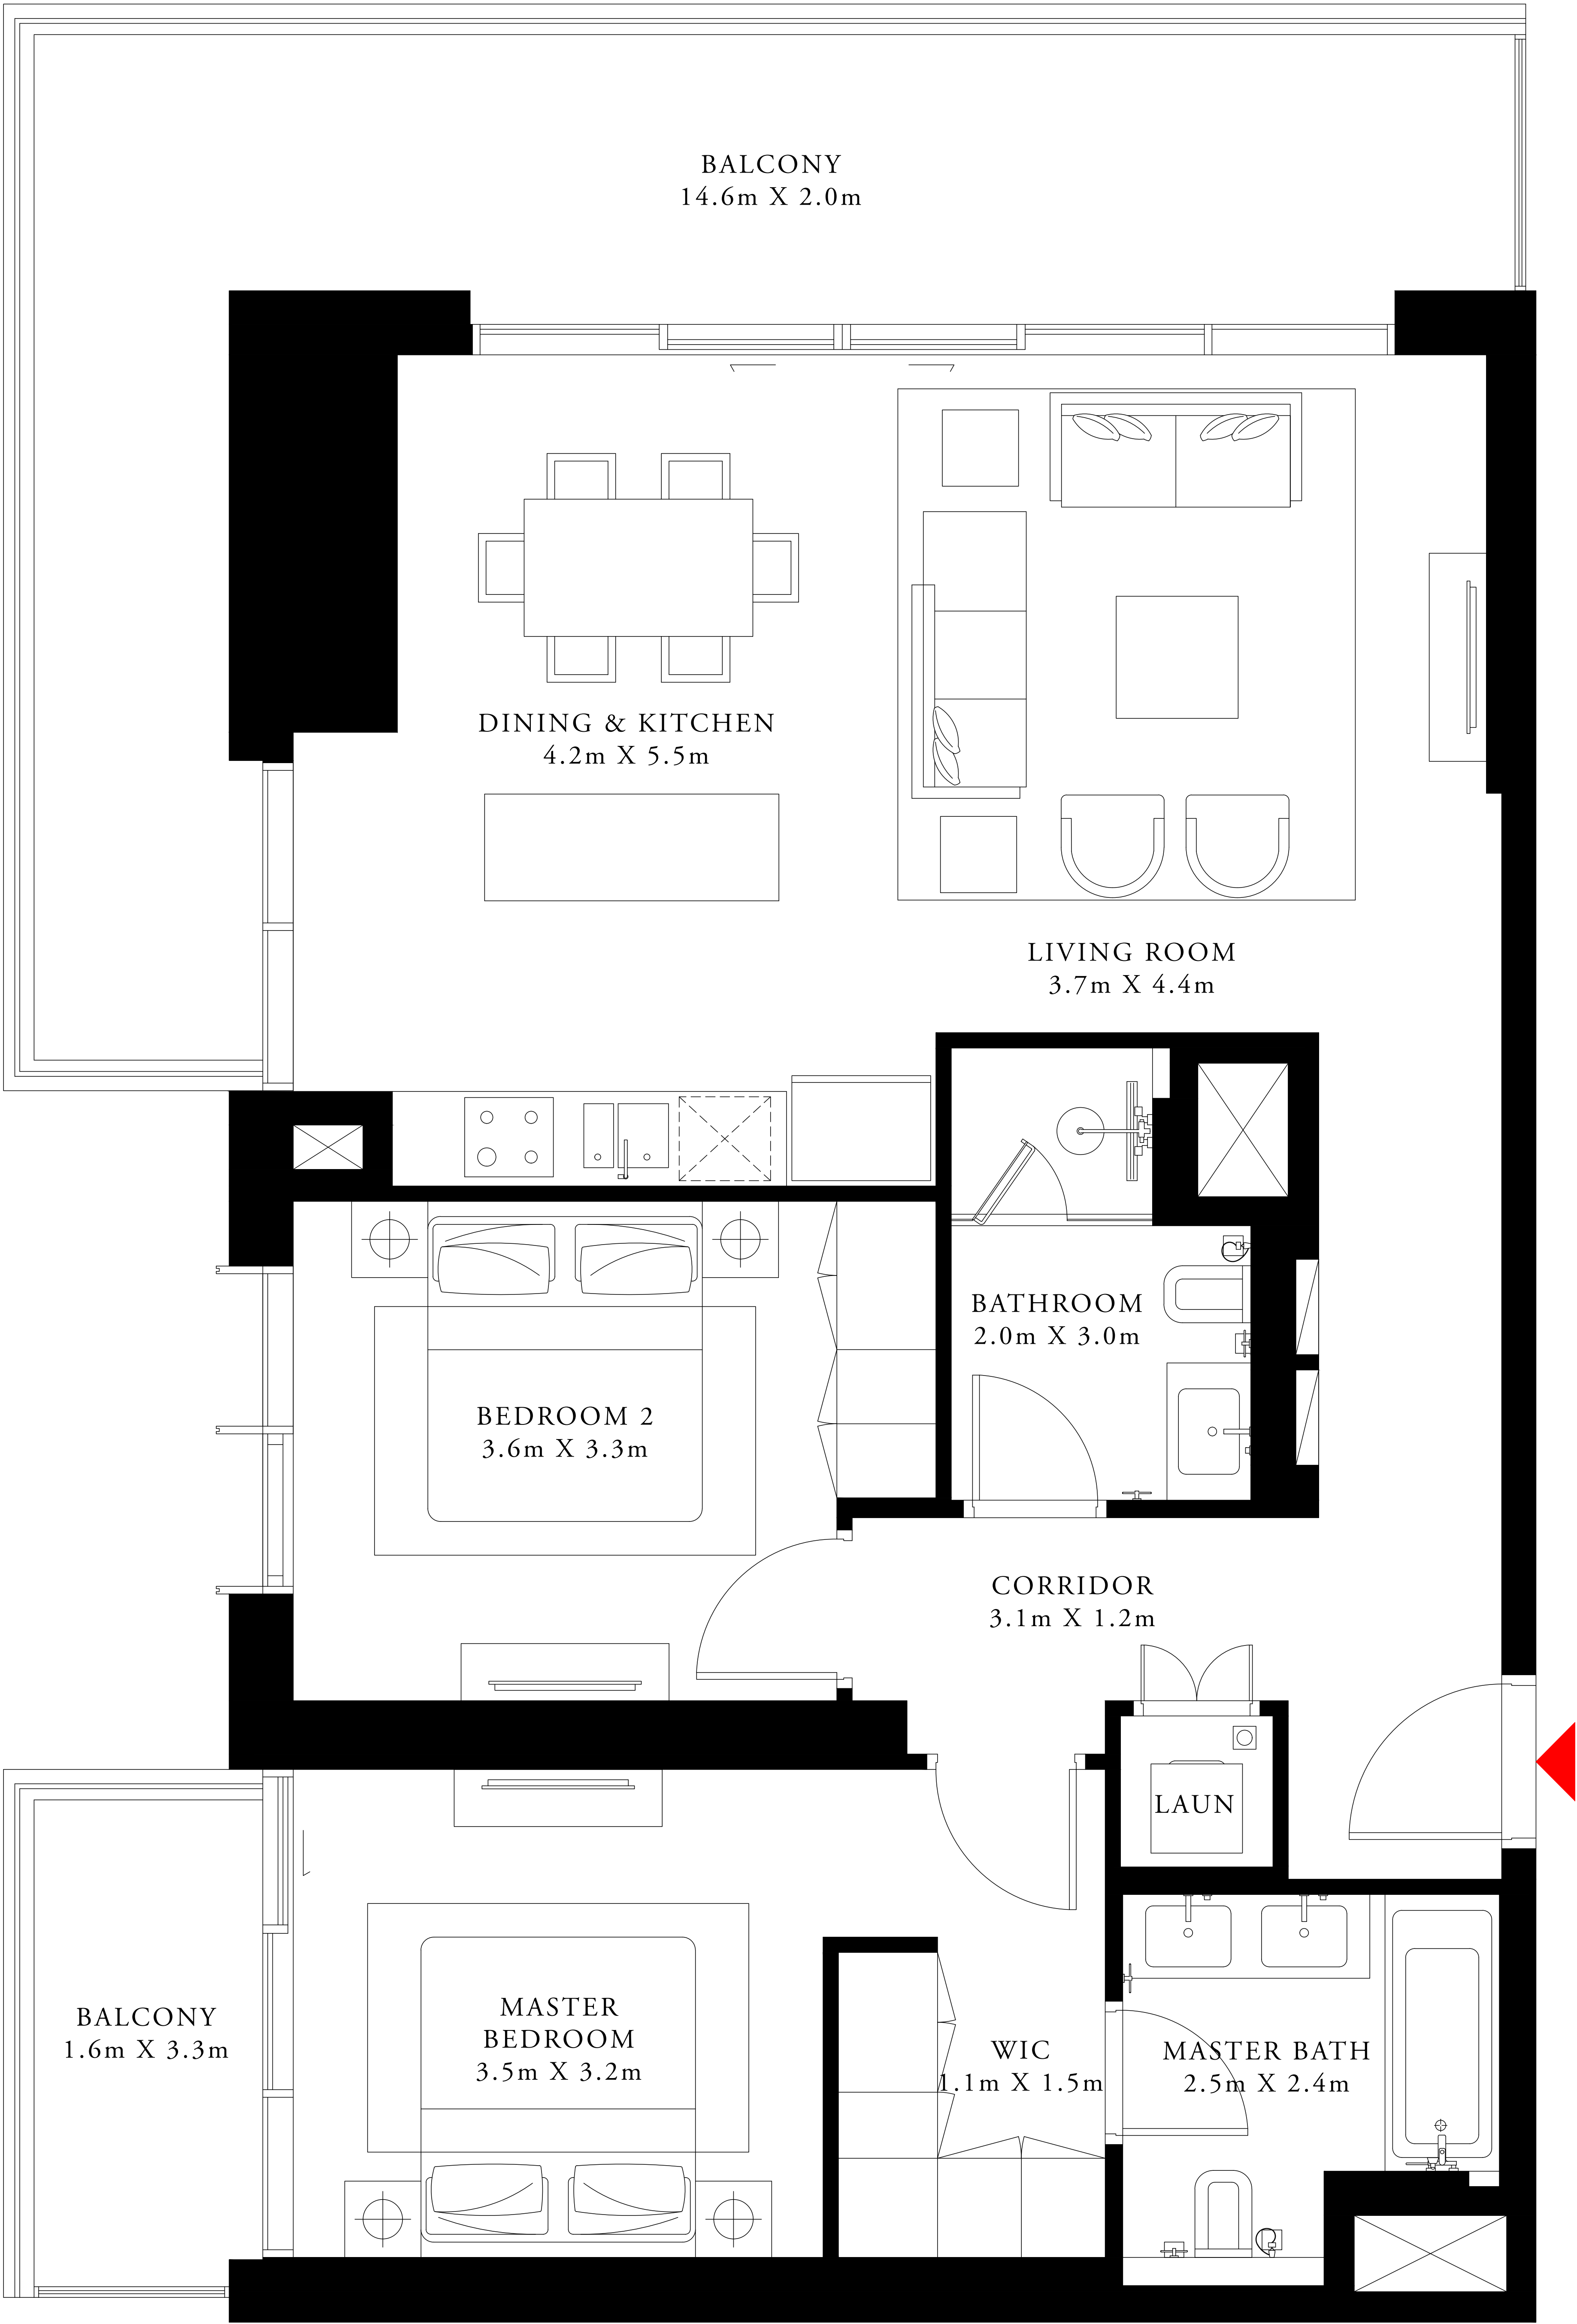 BALCONY
14.6m X 2.0m
DINING & KITCHEN
4.2m X 5.5m
LIVING ROOM
3.7m X 4.4m
BATHROOM
2.0m X 3.0m
BEDROOM 2
3.6m X 3.3m
CORRIDOR
3.1m X 1.2m
LAUN
BALCONY
1.6m X 3.3m
MASTER
BEDROOM
3.5m X 3.2m
WIC
1.1m X 1.5m
MASTER BATH
2.5m X 2.4m